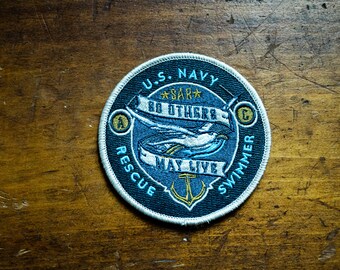 U.S. NAVY
★SAR★
SO OTHERS
A
C
MAY LIVE
RESCUE SWIMMER